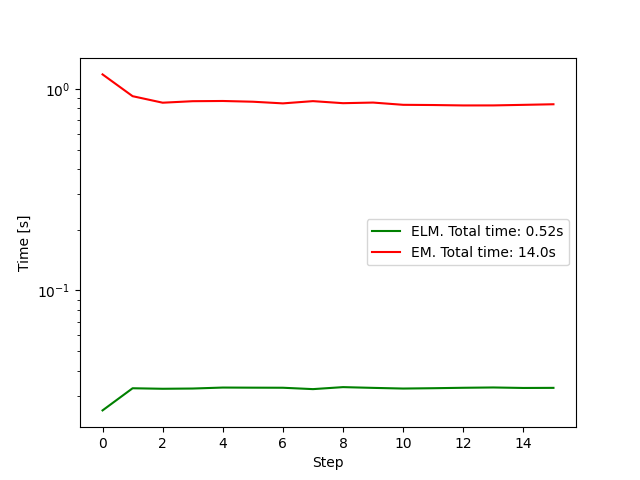 10⁰
10⁻¹
Time [s]
ELM. Total time: 0.52s
EM. Total time: 14.0s
0 2 4 6 8 10 12 14
Step